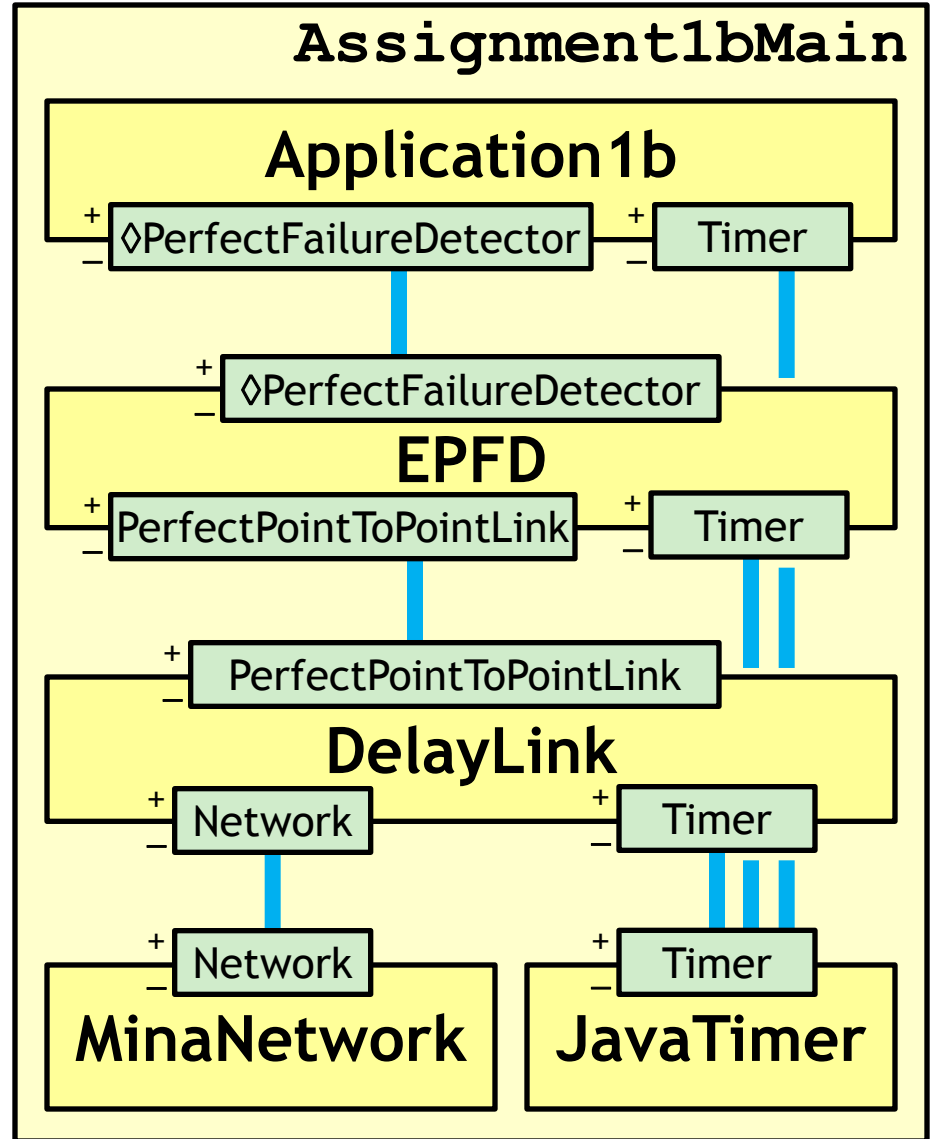 Assignment1bMain
Application1b
+ ◊PerfectFailureDetector + Timer
– –
+ ◊PerfectFailureDetector
–
EPFD
+ PerfectPointToPointLink + Timer
– –
+ PerfectPointToPointLink
–
DelayLink
+ Network + Timer
– –
+ Network + Timer
– –
MinaNetwork JavaTimer